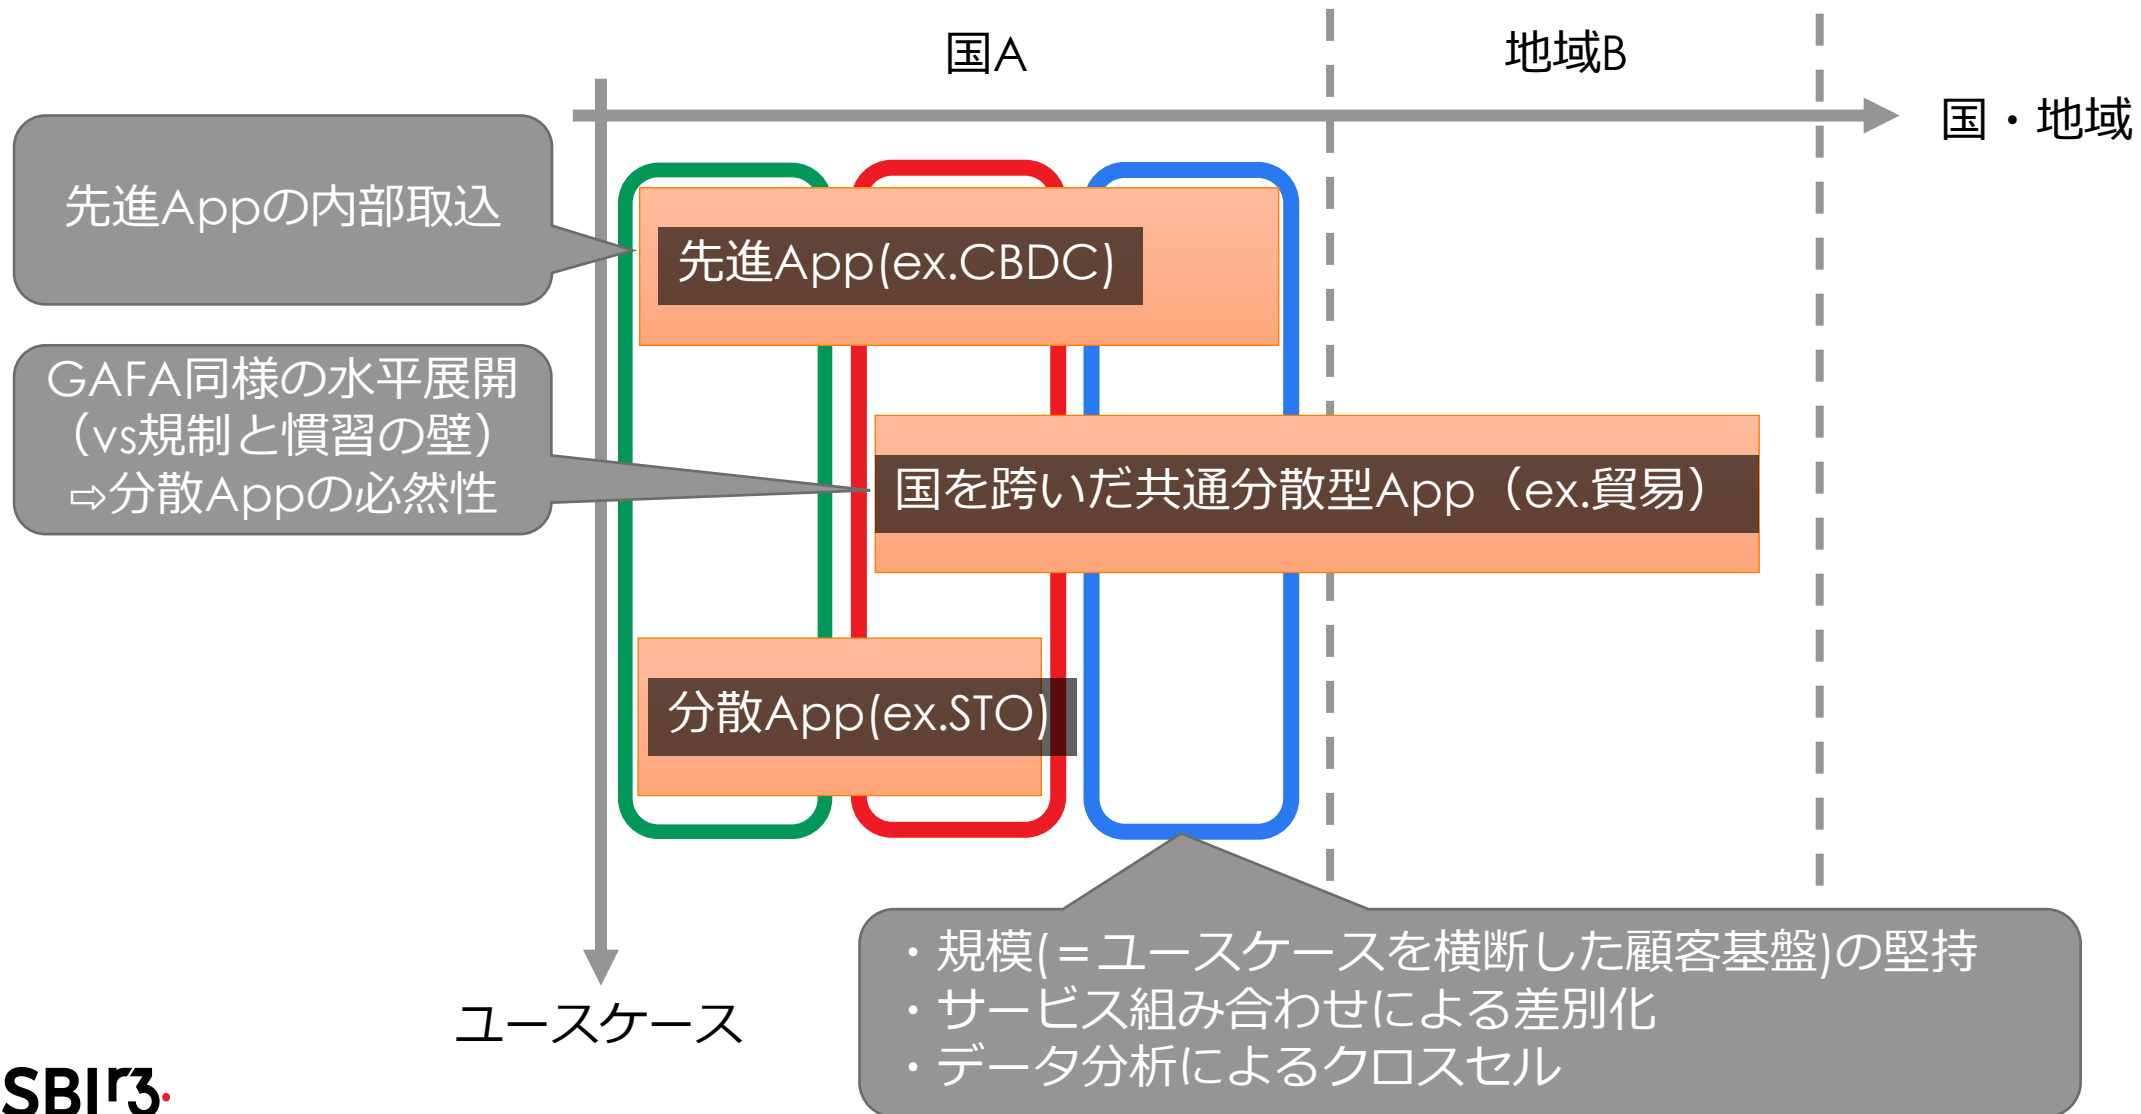 国A
地域B
国・地域
先進Appの内部取込
先進App(ex.CBDC)
GAFA同様の水平展開
（vs規制と慣習の壁）
⇨分散Appの必然性
国を跨いだ共通分散型App（ex.貿易）
分散App(ex.STO)
・規模(=ユースケースを横断した顧客基盤)の堅持
・サービス組み合わせによる差別化
・データ分析によるクロスセル
ユースケース
SBI r3.